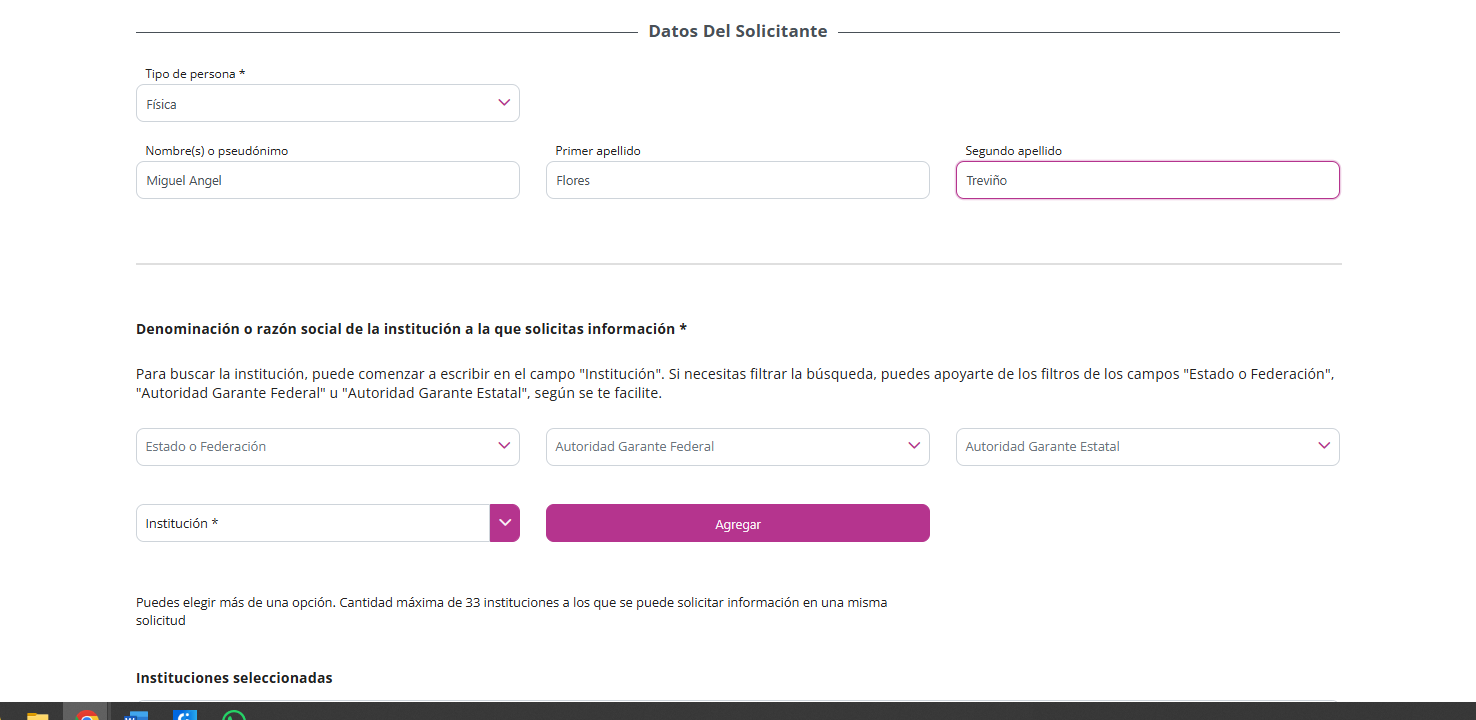 Datos Del Solicitante
Tipo de persona *
Física
Nombre(s) o pseudónimo
Primer apellido
Segundo apellido
Miguel Angel
Flores
Treviño
Denominación o razón social de la institución a la que solicitas información *
Para buscar la institución, puede comenzar a escribir en el campo "Institución". Si necesitas filtrar la búsqueda, puedes apoyarte de los filtros de los campos "Estado o Federación",
"Autoridad Garante Federal" u "Autoridad Garante Estatal", según se te facilite.
Estado o Federación
Autoridad Garante Federal
Autoridad Garante Estatal
Institución *
Agregar
Puedes elegir más de una opción. Cantidad máxima de 33 instituciones a los que se puede solicitar información en una misma
solicitud
Instituciones seleccionadas